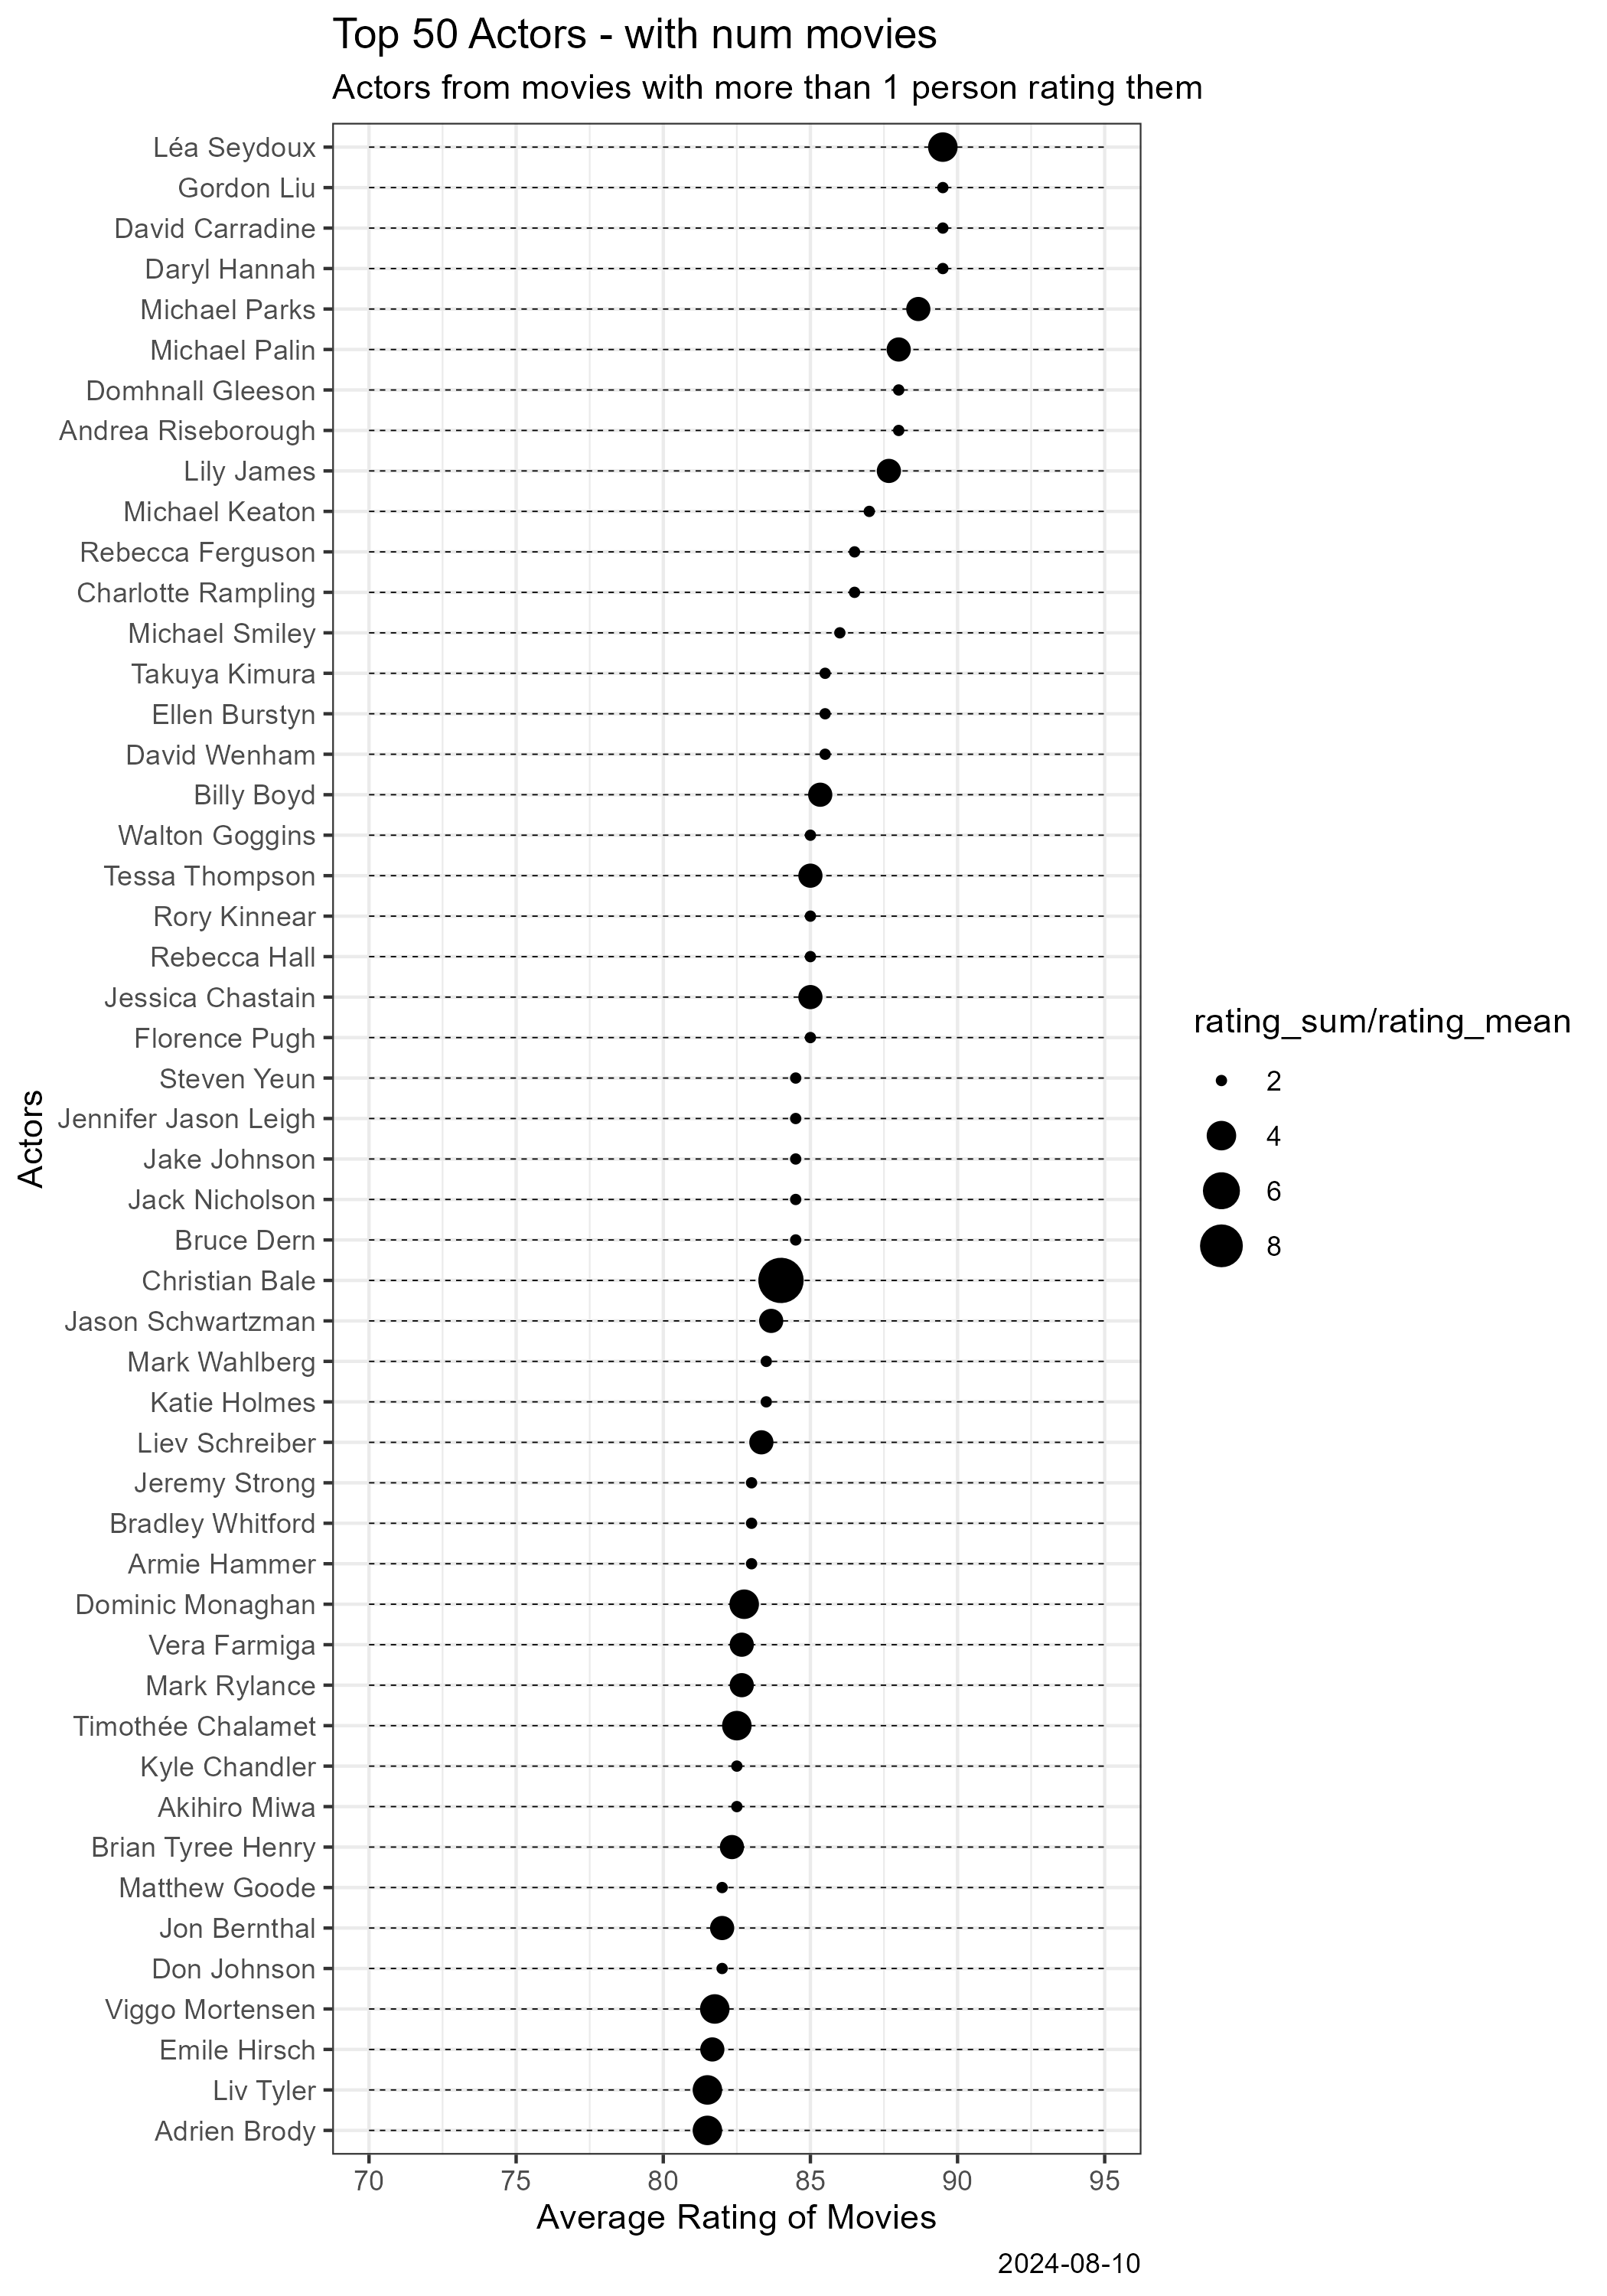 Top 50 Actors - with num movies
Actors from movies with more than 1 person rating them
Léa Seydoux
Gordon Liu
David Carradine
Daryl Hannah
Michael Parks
Michael Palin
Domhnall Gleeson
Andrea Riseborough
Lily James
Michael Keaton
Rebecca Ferguson
Charlotte Rampling
Michael Smiley
Takuya Kimura
Ellen Burstyn
David Wenham
Billy Boyd
Walton Goggins
Tessa Thompson
Rory Kinnear
Rebecca Hall
Jessica Chastain
Florence Pugh
Steven Yeun
Jennifer Jason Leigh
Jake Johnson
Jack Nicholson
Bruce Dern
Christian Bale
Jason Schwartzman
Mark Wahlberg
Katie Holmes
Liev Schreiber
Jeremy Strong
Bradley Whitford
Armie Hammer
Dominic Monaghan
Vera Farmiga
Mark Rylance
Timothée Chalamet
Kyle Chandler
Akihiro Miwa
Brian Tyree Henry
Matthew Goode
Jon Bernthal
Don Johnson
Viggo Mortensen
Emile Hirsch
Liv Tyler
Adrien Brody
Actors
70 75 80 85 90 95
Average Rating of Movies
rating_sum/rating_mean
2
4
6
8
2024-08-10